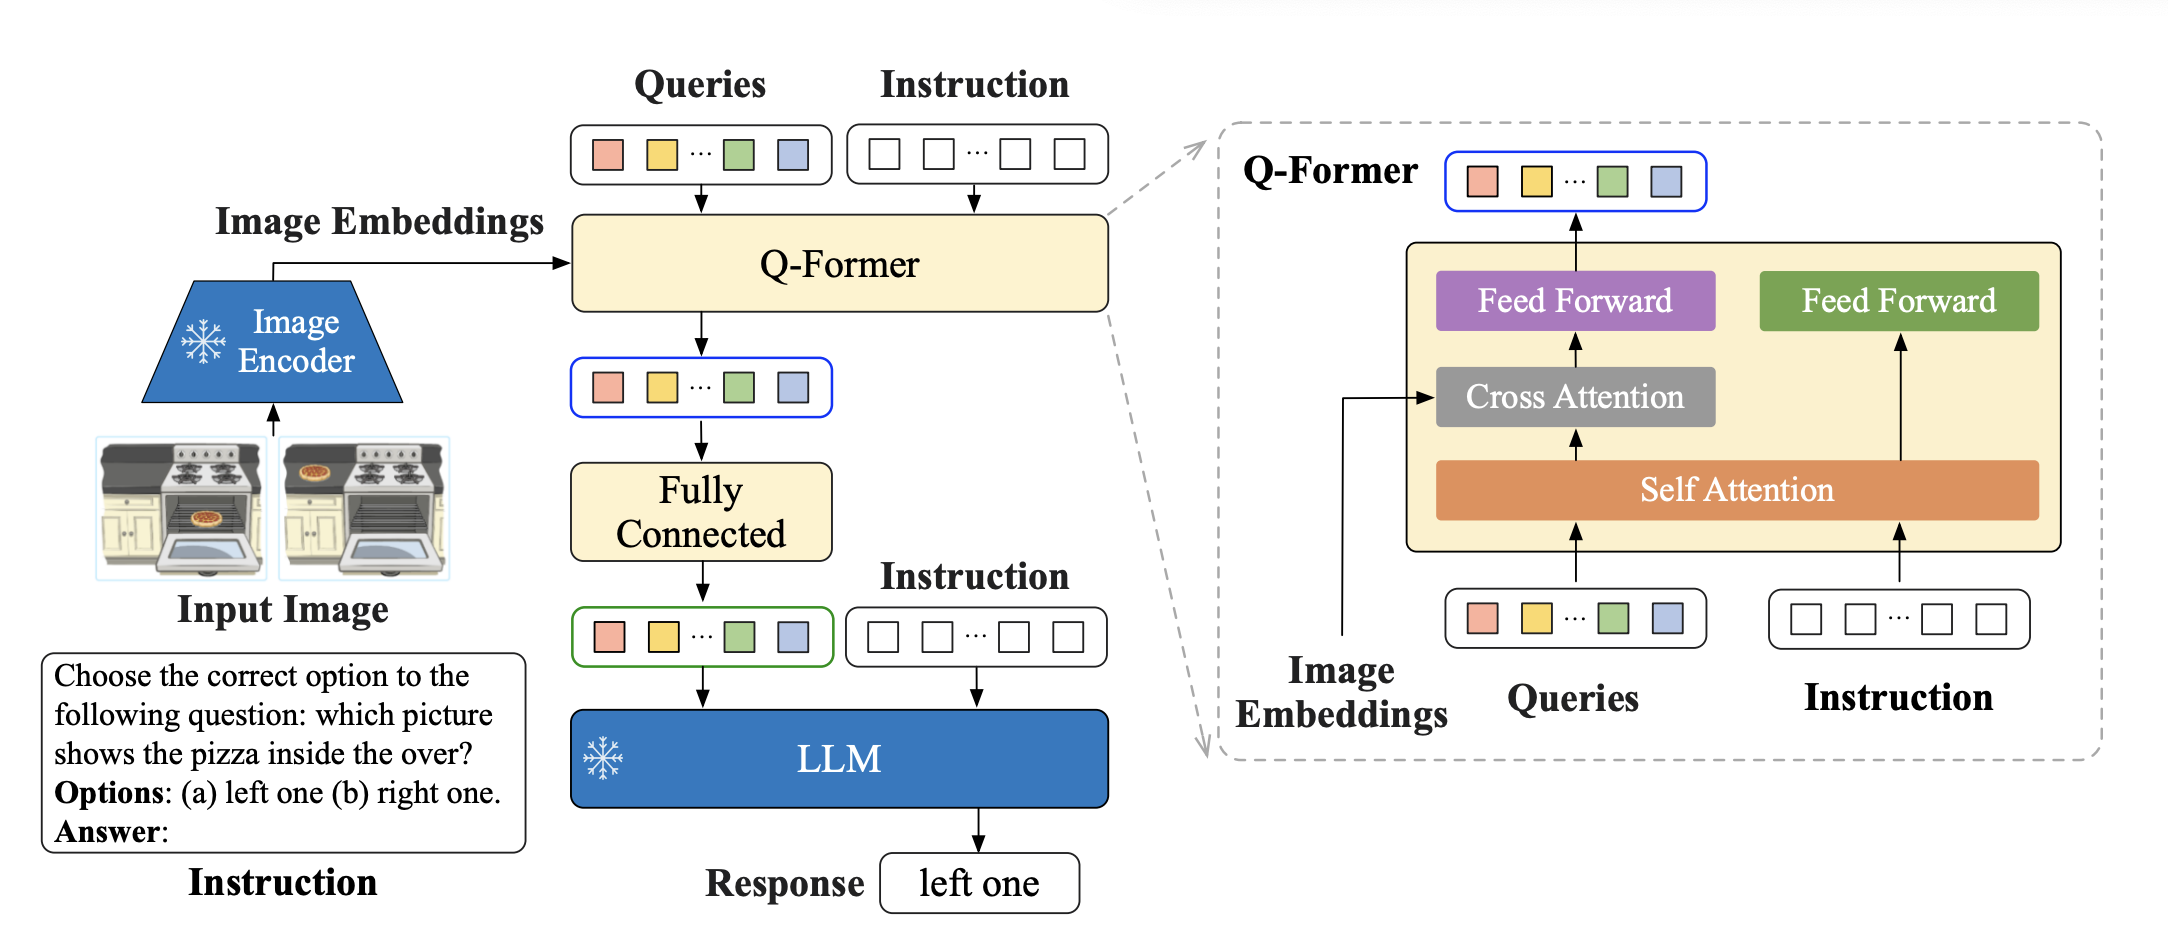 Queries
Instruction
Image Embeddings
Q-Former
Image
Encoder
Fully
Connected
Input Image
Instruction
Choose the correct option to the
following question: which picture
shows the pizza inside the over?
Options: (a) left one (b) right one.
Answer:
Instruction
LLM
Response
left one
Q-Former
Feed Forward
Feed Forward
Cross Attention
Self Attention
Image
Embeddings
Queries
Instruction